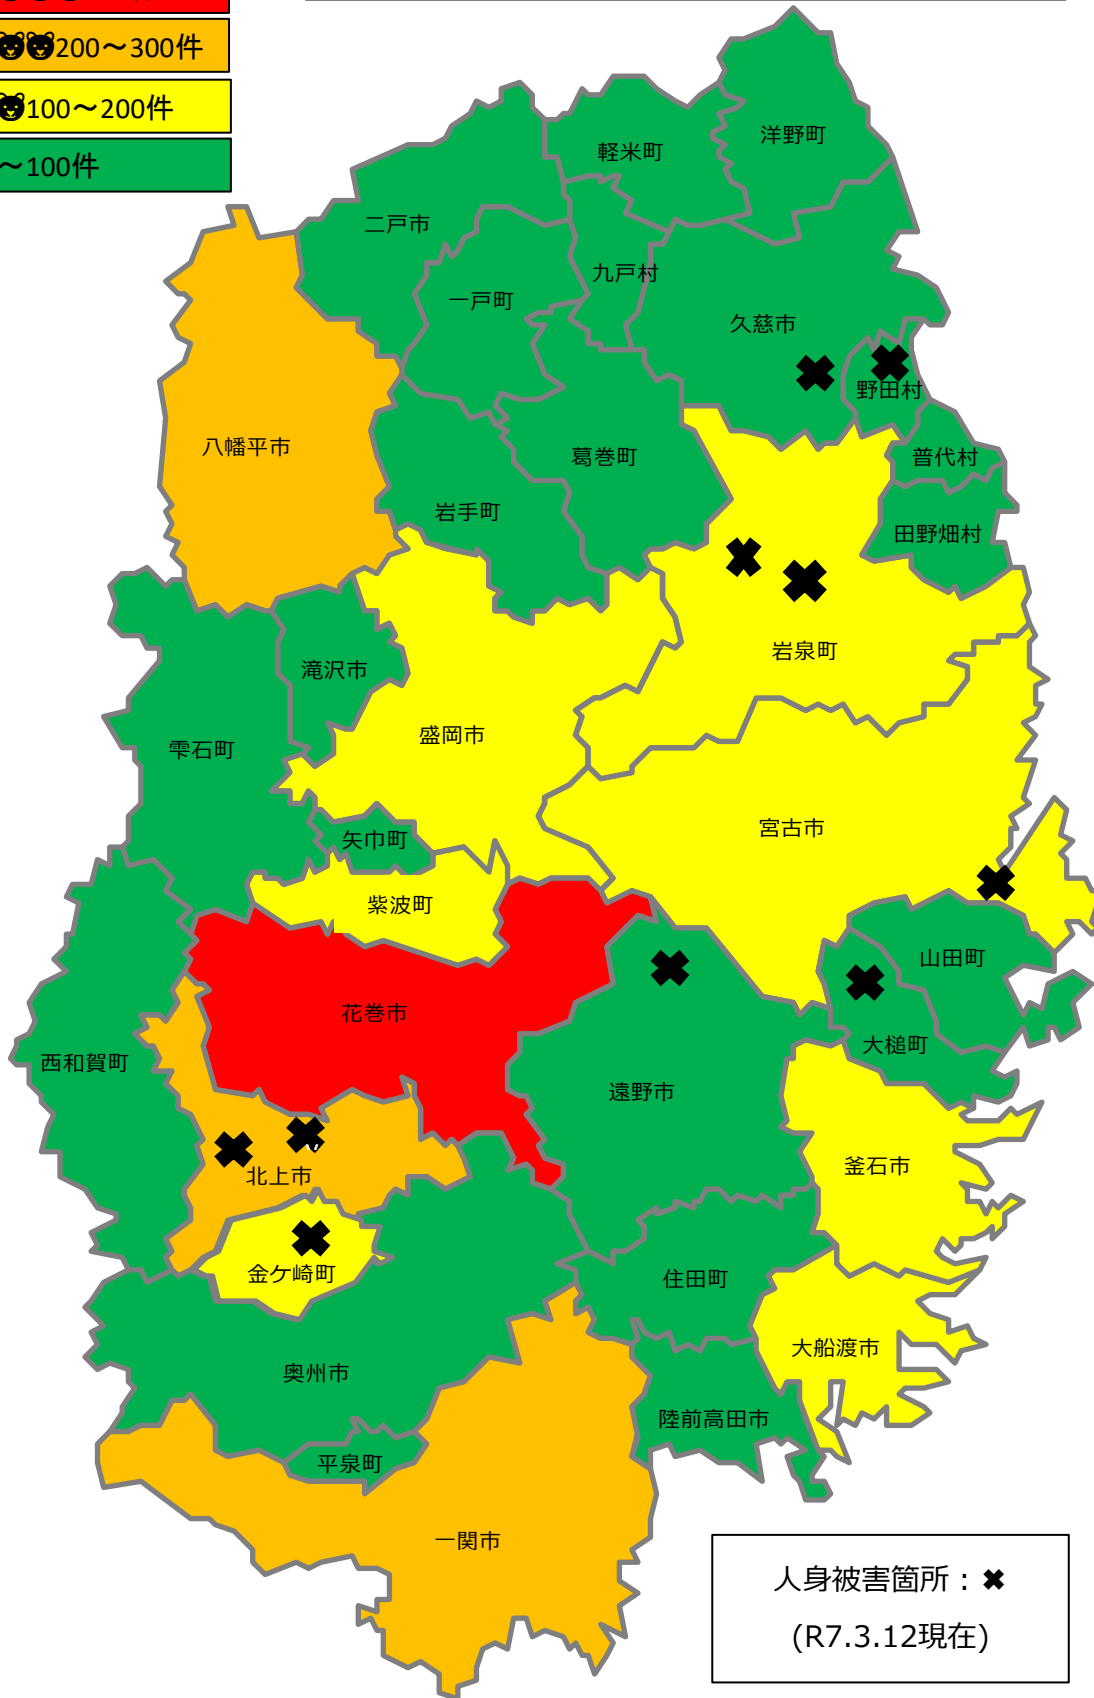 200～300件
100～200件
～100件
洋野町
軽米町
二戸市
九戸村
一戸町
久慈市
野田村
八幡平市
葛巻町
普代村
岩手町
田野畑村
岩泉町
滝沢市
盛岡市
雫石町
宮古市
矢巾町
紫波町
山田町
花巻市
大槌町
西和賀町
遠野市
釜石市
北上市
金ケ崎町
住田町
大船渡市
奥州市
陸前高田市
平泉町
一関市
人身被害箇所：✖
(R7.3.12現在)